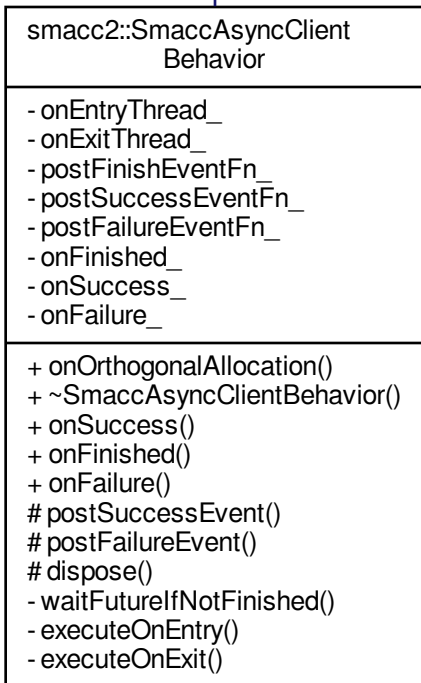 smacc2::SmaccAsyncClient
Behavior
- onEntryThread_
- onExitThread_
- postFinishEventFn_
- postSuccessEventFn_
- postFailureEventFn_
- onFinished_
- onSuccess_
- onFailure_
+ onOrthogonalAllocation()
+ ~SmaccAsyncClientBehavior()
+ onSuccess()
+ onFinished()
+ onFailure()
# postSuccessEvent()
# postFailureEvent()
# dispose()
- waitFutureIfNotFinished()
- executeOnEntry()
- executeOnExit()